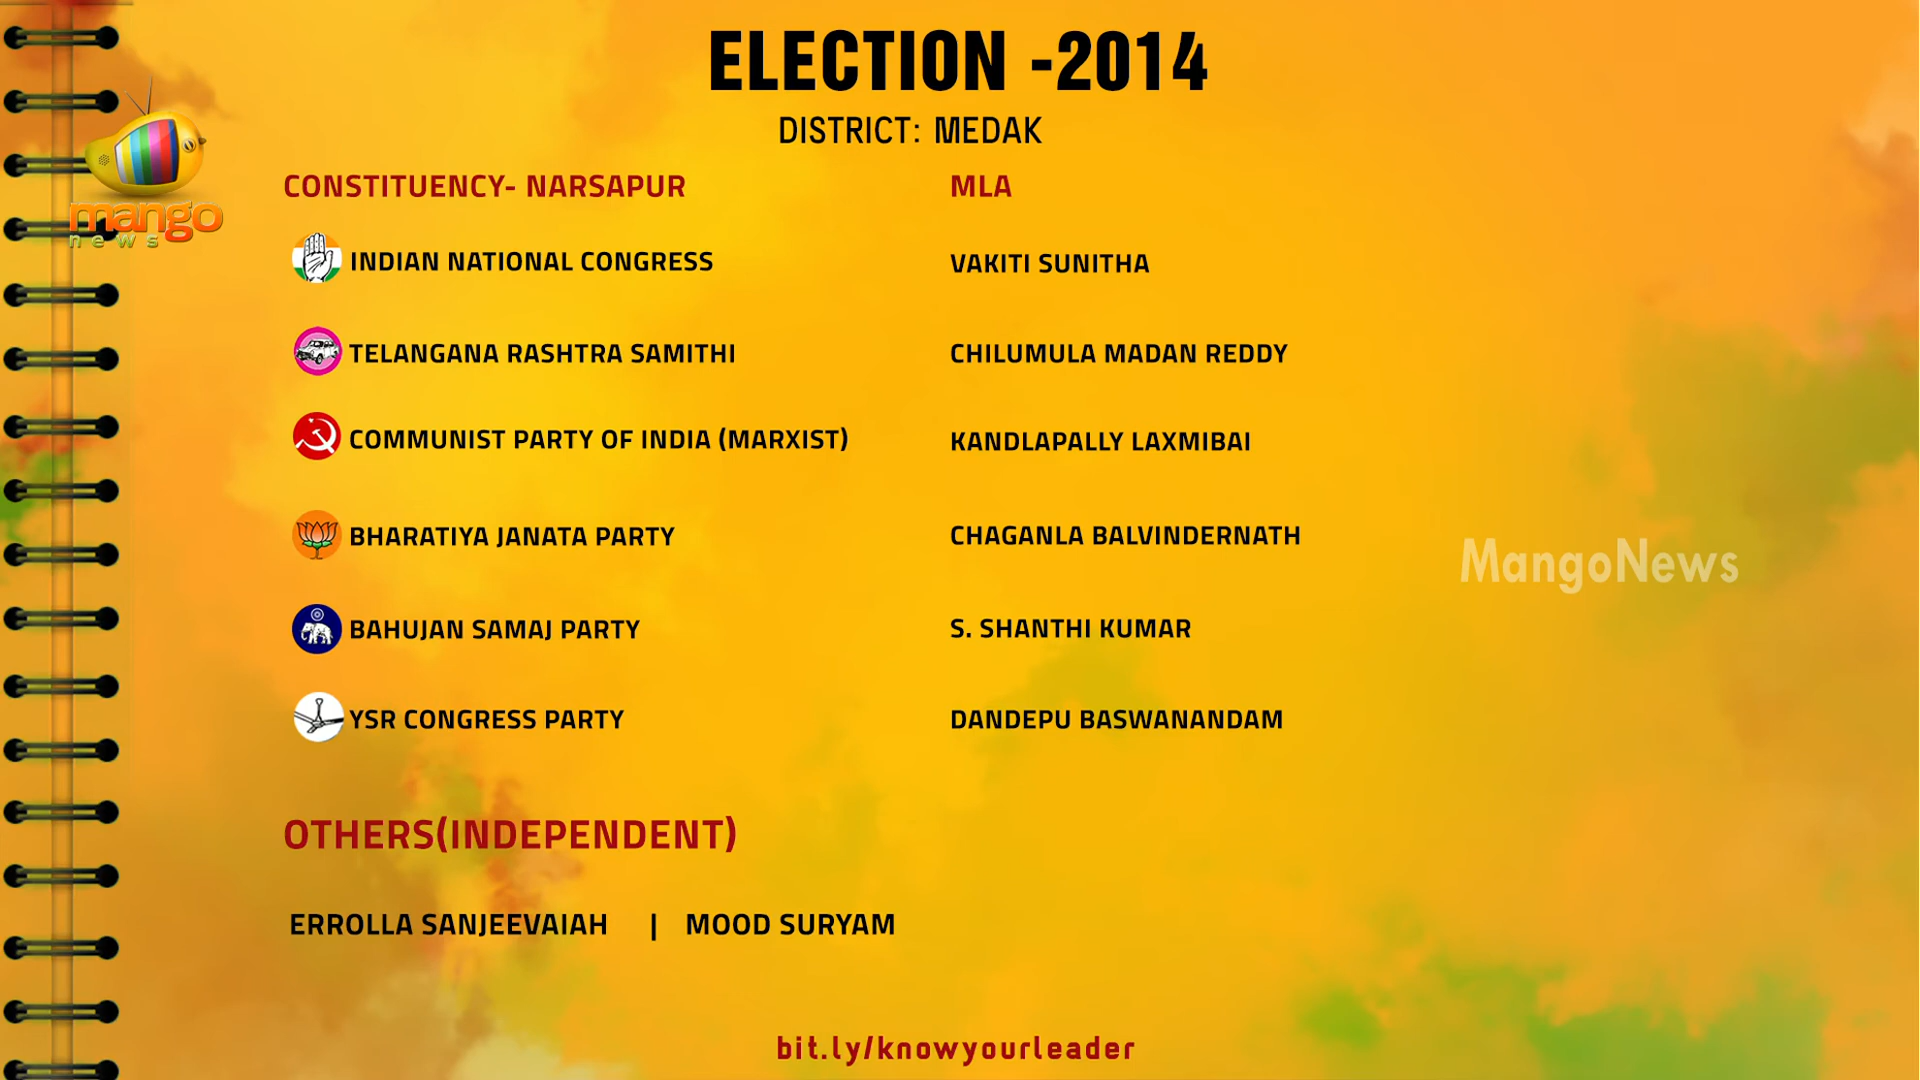 ELECTION -2014
DISTRICT: MEDAK
mango
news
CONSTITUENCY- NARSAPUR MLA
INDIAN NATIONAL CONGRESS VAKITI SUNITHA
TELANGANA RASHTRA SAMITHI CHILUMULA MADAN REDDY
COMMUNIST PARTY OF INDIA (MARXIST) KANDLAPALLY LAXMIBAI
BHARATIYA JANATA PARTY CHAGANLA BALVINDERNATH
MangoNews
BAHUJAN SAMAJ PARTY S. SHANTHI KUMAR
YSR CONGRESS PARTY DANDEPU BASWANANDAM
OTHERS(INDEPENDENT)
ERROLLA SANJEEVAIAH | MOOD SURYAM
bit.ly/knowyourleader